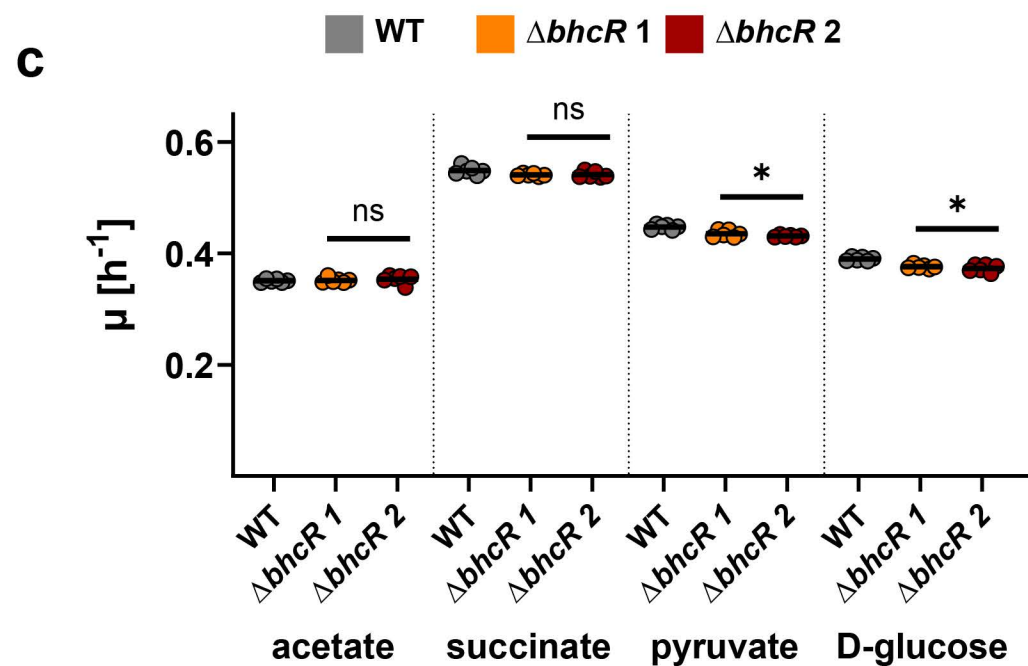 WT ΔbhcR 1 ΔbhcR 2
c
ns ns * *
0.6
0.4
0.2
μ [h⁻¹]
WT ΔbhcR 1 ΔbhcR 2 WT ΔbhcR 1 ΔbhcR 2 WT ΔbhcR 1 ΔbhcR 2 WT ΔbhcR 1 ΔbhcR 2
acetate succinate pyruvate D-glucose